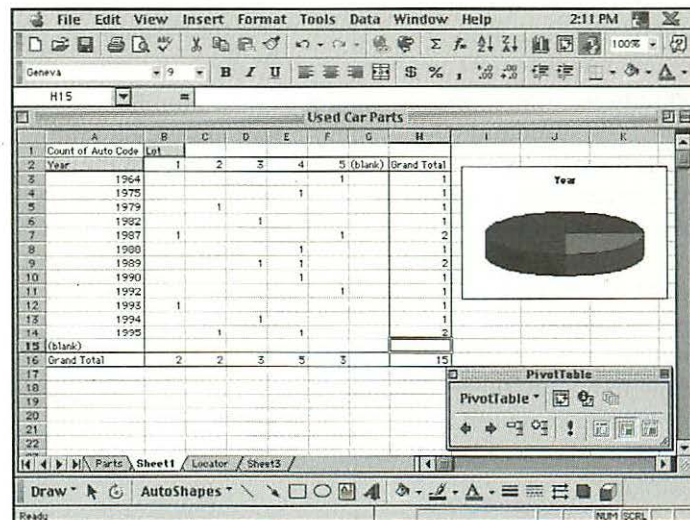 File Edit View Insert Format Tools Data Window Help 2:11 PM
100%
Geneva 9 B I U $ % ,
H15 =
Used Car Parts
A B C D E F G H I J K
1 Count of Auto Code Lot
2 Year 1 2 3 4 5 (blank) Grand Total
3 1964 1 1
4 1975 1 1
5 1979 1 1
6 1982 1 1
7 1987 1 1 2
8 1988 1 1
9 1989 1 1 2
10 1990 1 1
11 1992 1 1
12 1993 1 1
13 1994 1 1
14 1995 1 1 2
15 (blank)
16 Grand Total 2 2 3 5 3 15
17
18
19
20
21
22
Year
PivotTable
PivotTable
Parts Sheet1 Locator Sheet3
Draw AutoShapes
Ready NUM SCRL